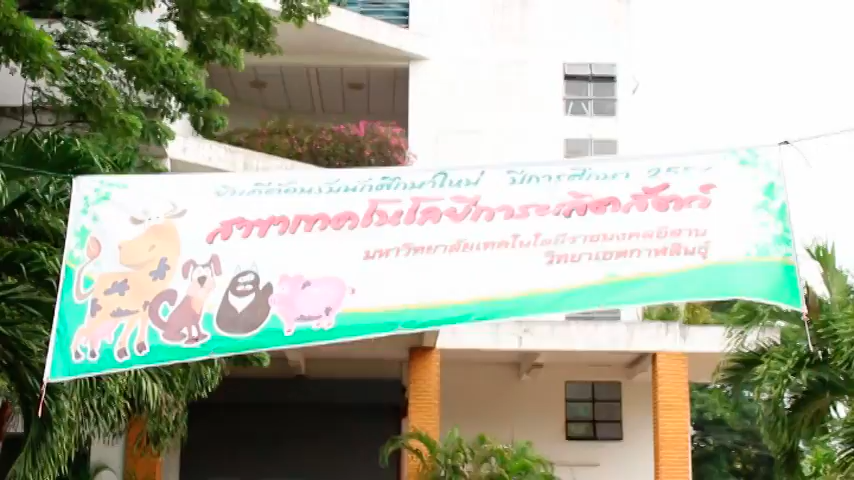 ยินดีต้อนรับนักศึกษาใหม่ ปีการศึกษา
สาขาเทคโนโลยีการผลิตสัตว์
มหาวิทยาลัยเทคโนโลยีราชมงคลอีสาน
วิทยาเขตกาฬสินธุ์